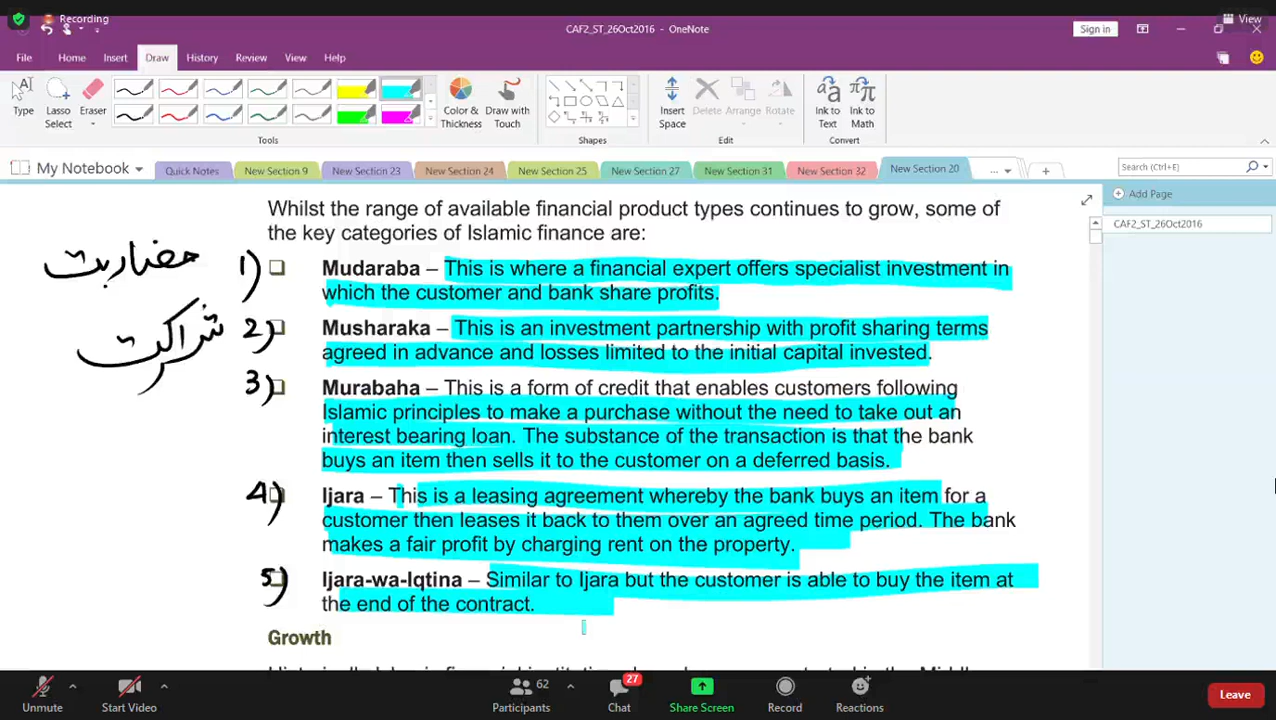 Recording
CAF2_ST_26Oct2016 - OneNote
Sign in
View
File Home Insert Draw History Review View Help
Type
Lasso Select
Eraser
Color & Thickness
Draw with Touch
Insert Space
Delete
Arrange
Rotate
Ink to Text
Ink to Math
Tools
Shapes
Edit
Convert
My Notebook
Quick Notes
New Section 9
New Section 23
New Section 24
New Section 25
New Section 27
New Section 31
New Section 32
New Section 20
...
Search (Ctrl+E)
Add Page
CAF2_ST_26Oct2016
Whilst the range of available financial product types continues to grow, some of
the key categories of Islamic finance are:
مضاربت
1)
Mudaraba – This is where a financial expert offers specialist investment in
which the customer and bank share profits.
شراکت
2)
Musharaka – This is an investment partnership with profit sharing terms
agreed in advance and losses limited to the initial capital invested.
3)
Murabaha – This is a form of credit that enables customers following
Islamic principles to make a purchase without the need to take out an
interest bearing loan. The substance of the transaction is that the bank
buys an item then sells it to the customer on a deferred basis.
4)
Ijara – This is a leasing agreement whereby the bank buys an item for a
customer then leases it back to them over an agreed time period. The bank
makes a fair profit by charging rent on the property.
5)
Ijara-wa-Iqtina – Similar to Ijara but the customer is able to buy the item at
the end of the contract.
Growth
Unmute
Start Video
62
Participants
27
Chat
Share Screen
Record
Reactions
Leave